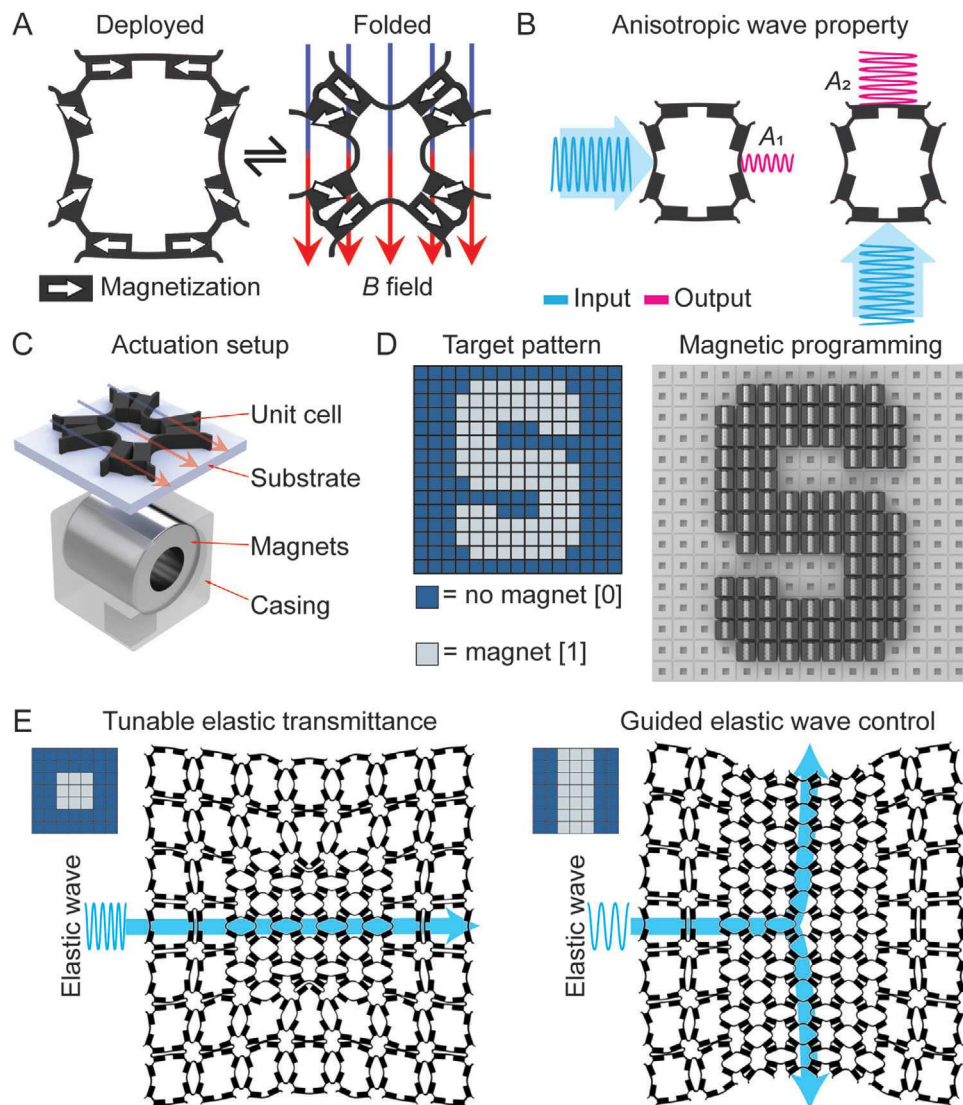 A
Deployed
Folded
Magnetization
B field
B
Anisotropic wave property
A₁
A₂
Input
Output
C
Actuation setup
Unit cell
Substrate
Magnets
Casing
D
Target pattern
Magnetic programming
= no magnet [0]
= magnet [1]
E
Tunable elastic transmittance
Guided elastic wave control
Elastic wave
Elastic wave